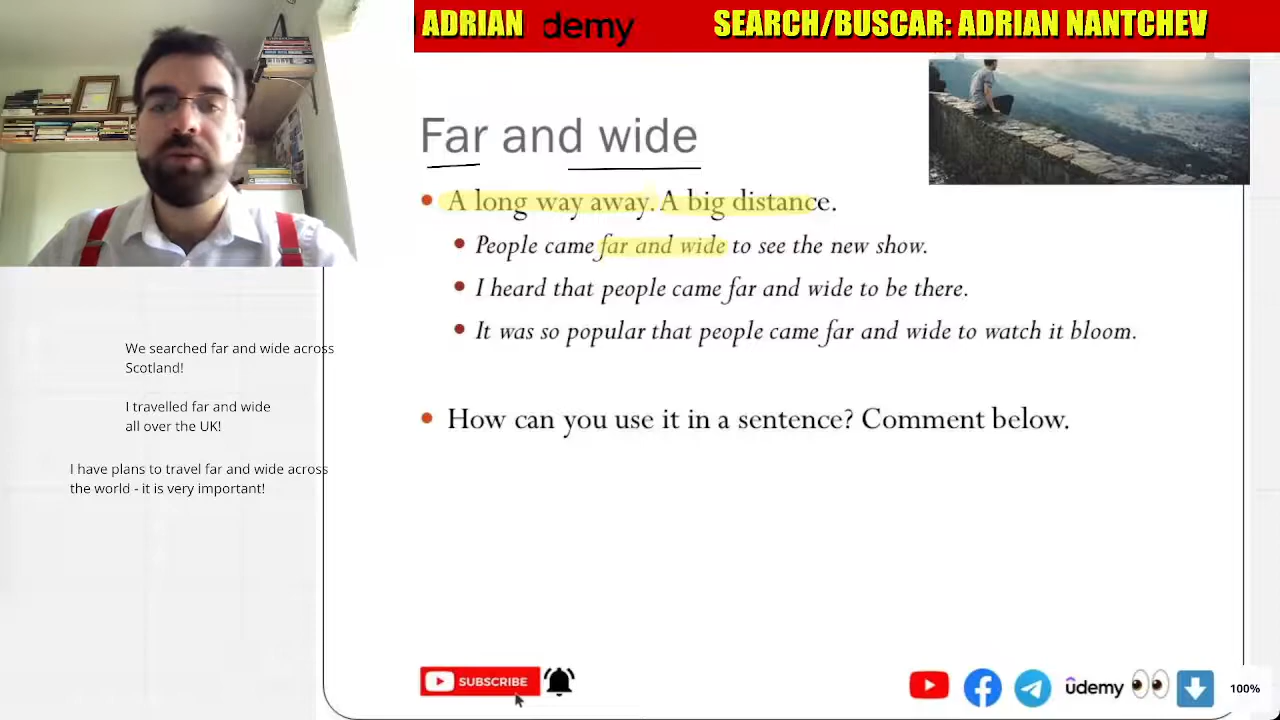 ADRIAN
demy
SEARCH/BUSCAR: ADRIAN NANTCHEV
Far and wide
A long way away. A big distance.
People came far and wide to see the new show.
I heard that people came far and wide to be there.
It was so popular that people came far and wide to watch it bloom.
How can you use it in a sentence? Comment below.
We searched far and wide across
Scotland!
I travelled far and wide
all over the UK!
I have plans to travel far and wide across
the world - it is very important!
SUBSCRIBE
ûdemy
100%